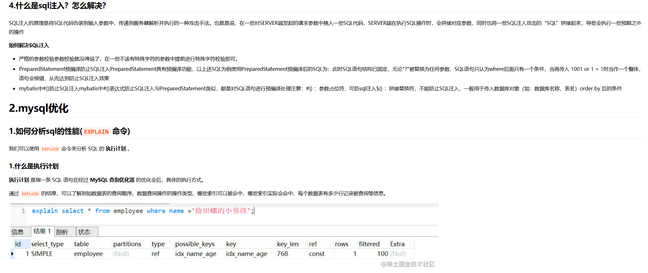 4.什么是sql注入？怎么解决？
SQL注入的原理是将SQL代码伪装到输入参数中，传递到服务器解析并执行的一种攻击手法。也就是说，在一些对SERVER端发起的请求参数中植入一些SQL代码，SERVER端在执行SQL操作时，会拼接对应参数，同时也将一些SQL注入攻击的“SQL”拼接起来，导致会执行一些预期之外
的操作
如何解决SQL注入
严格的参数校验参数校验就没得说了，在一些不该有特殊字符的参数中提前进行特殊字符校验即可。
PreparedStatement预编译防止SQL注入PreparedStatement具有预编译功能，以上述SQL为例使用PreparedStatement预编译后的SQL为：此时SQL语句结构已固定，无论"?"被替换为任何参数，SQL语句只认为where后面只有一个条件，当再传入 1001 or 1 = 1时当作一个整体，
语句会报错，从而达到防止SQL注入效果
mybatis中#{}防止SQL注入mybatis中#{}表达式防止SQL注入与PreparedStatement类似，都是对SQL语句进行预编译处理注意：#{} ：参数占位符，可防sql注入${} ：拼接替换符，不能防止SQL注入，一般用于传入数据库对象（如：数据库名称、表名）order by 后的条件
2.mysql优化
1.如何分析sql的性能(EXPLAIN 命令)
我们可以使用 EXPLAIN 命令来分析 SQL 的 执行计划 。
1.什么是执行计划
执行计划 是指一条 SQL 语句在经过 MySQL 查询优化器 的优化会后，具体的执行方式。
通过 EXPLAIN 的结果，可以了解到如数据表的查询顺序、数据查询操作的操作类型、哪些索引可以被命中、哪些索引实际会命中、每个数据表有多少行记录被查询等信息。
1 explain select * from employee where name ='捡田螺的小男孩';
信息 结果 1 剖析 状态
id select_type table partitions type possible_keys key key_len ref rows filtered Extra
1 SIMPLE employee (Null) ref idx_name_age idx_name_age 768 const 1 100 (Null)
@稀土掘金技术社区